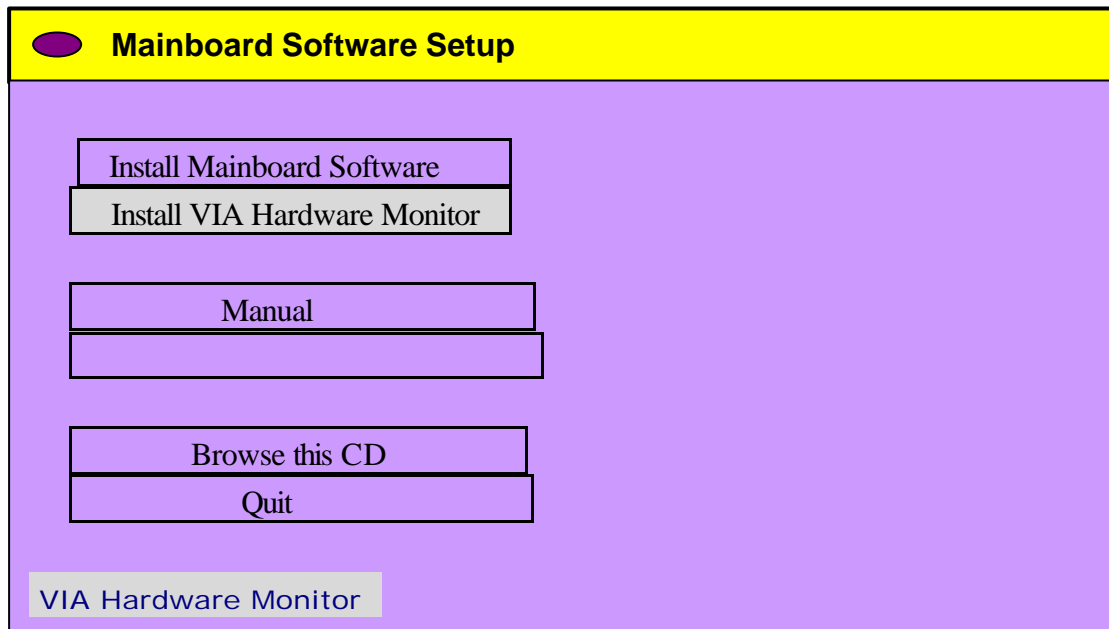 Mainboard Software Setup
Install Mainboard Software
Install VIA Hardware Monitor
Manual
Browse this CD
Quit
VIA Hardware Monitor